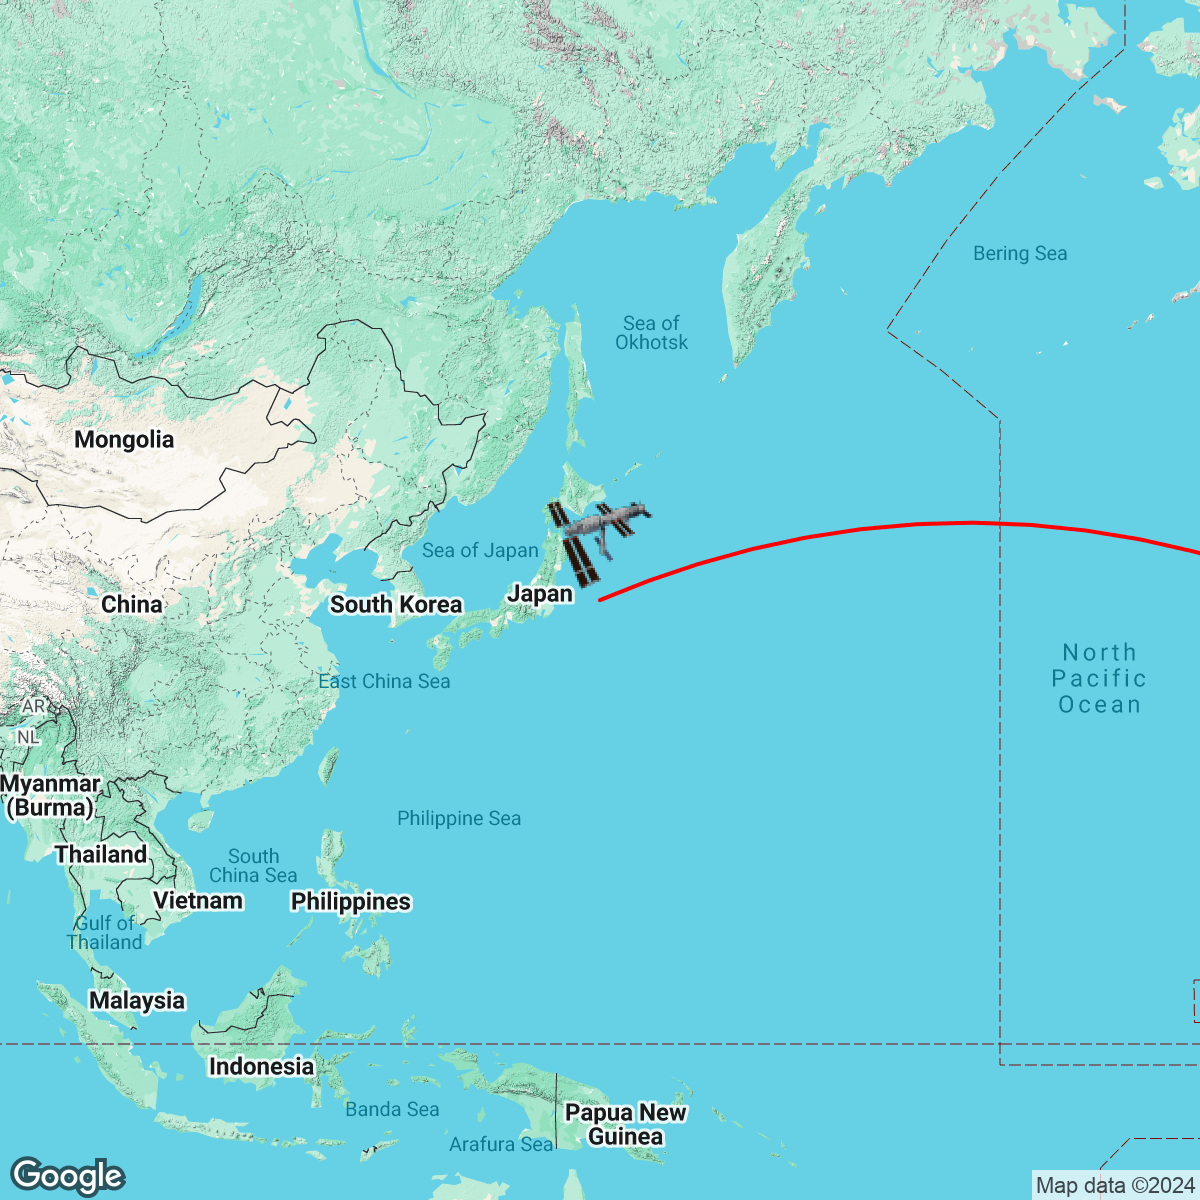 Bering Sea
Sea of
Okhotsk
Mongolia
Sea of Japan
Japan
China
South Korea
North
Pacific
Ocean
East China Sea
AR
NL
Myanmar
(Burma)
Philippine Sea
Thailand
South
China Sea
Vietnam
Philippines
Gulf of
Thailand
Malaysia
Indonesia
Banda Sea
Papua New
Guinea
Arafura Sea
Google
Map data ©2024